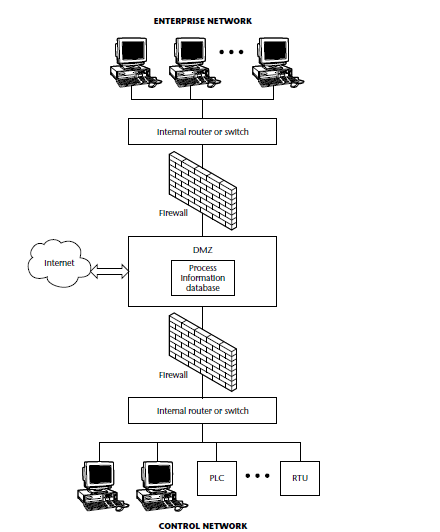 ENTERPRISE NETWORK
Internal router or switch
Firewall
DMZ
Process
Information
database
Internet
Firewall
Internal router or switch
PLC
RTU
CONTROL NETWORK